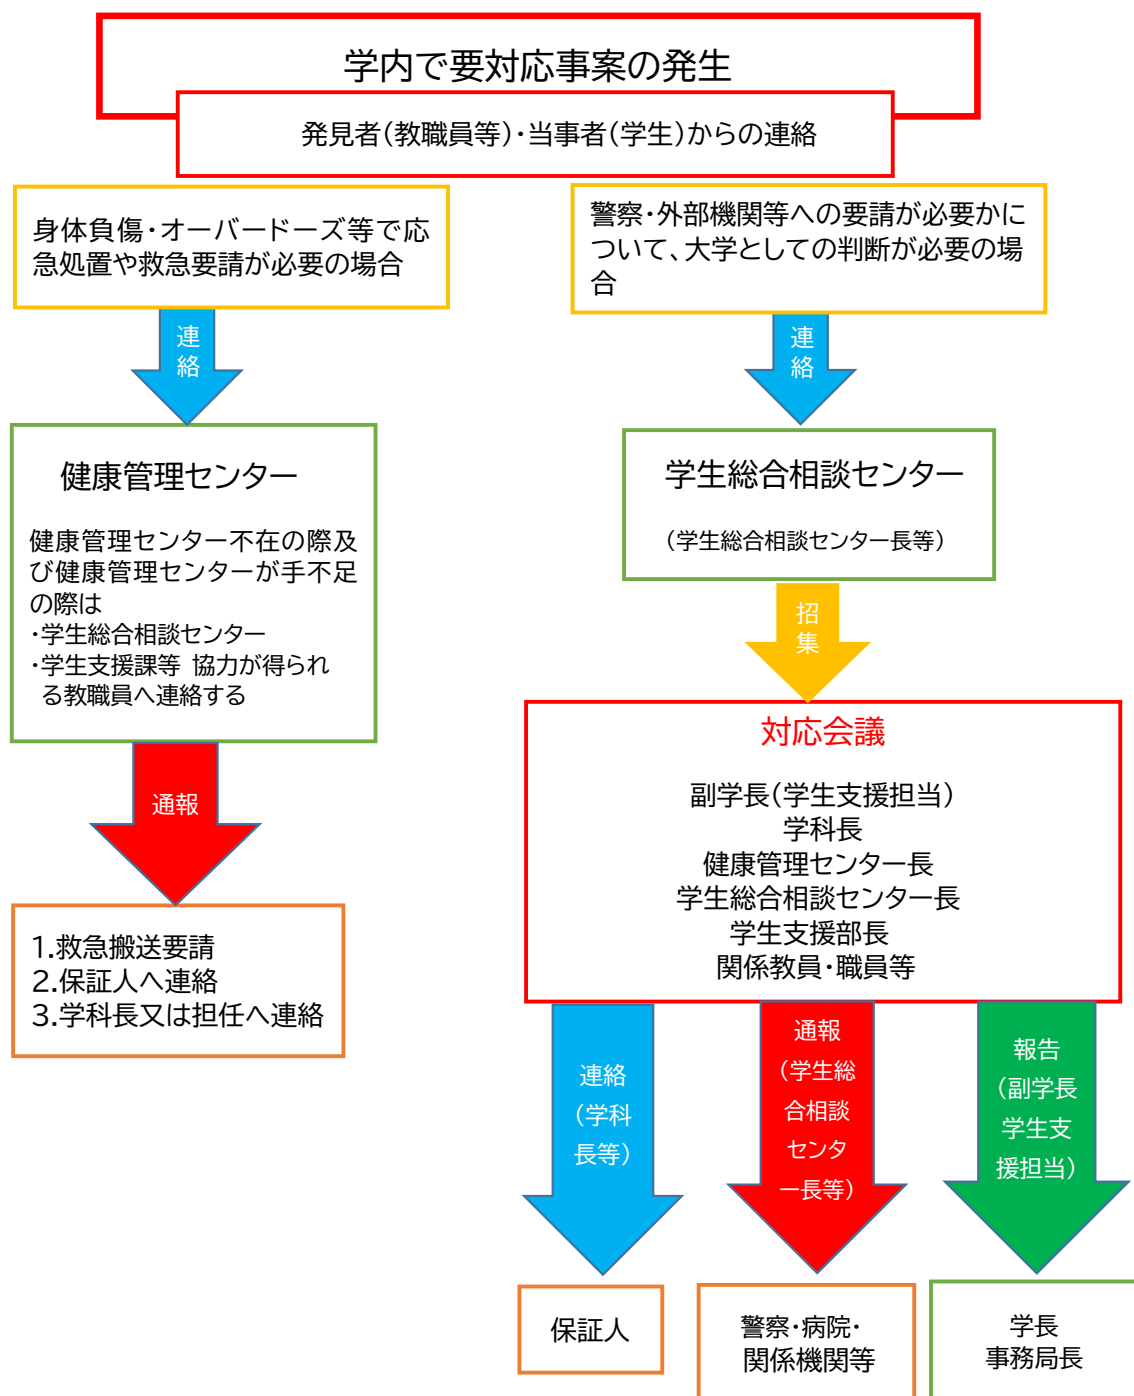 学内で要対応事案の発生
発見者(教職員等)・当事者(学生)からの連絡
身体負傷・オーバードーズ等で応
急処置や救急要請が必要の場合
連
絡
健康管理センター
健康管理センター不在の際及
び健康管理センターが手不足
の際は
・学生総合相談センター
・学生支援課等 協力が得られ
る教職員へ連絡する
通報
1.救急搬送要請
2.保証人へ連絡
3.学科長又は担任へ連絡
警察・外部機関等への要請が必要かに
ついて、大学としての判断が必要の場
合
連
絡
学生総合相談センター
(学生総合相談センター長等)
招
集
対応会議
副学長(学生支援担当)
学科長
健康管理センター長
学生総合相談センター長
学生支援部長
関係教員・職員等
連絡
(学科
長等)
保証人
通報
(学生総
合相談
センタ
ー長等)
警察・病院・
関係機関等
報告
(副学長
学生支
援担当)
学長
事務局長